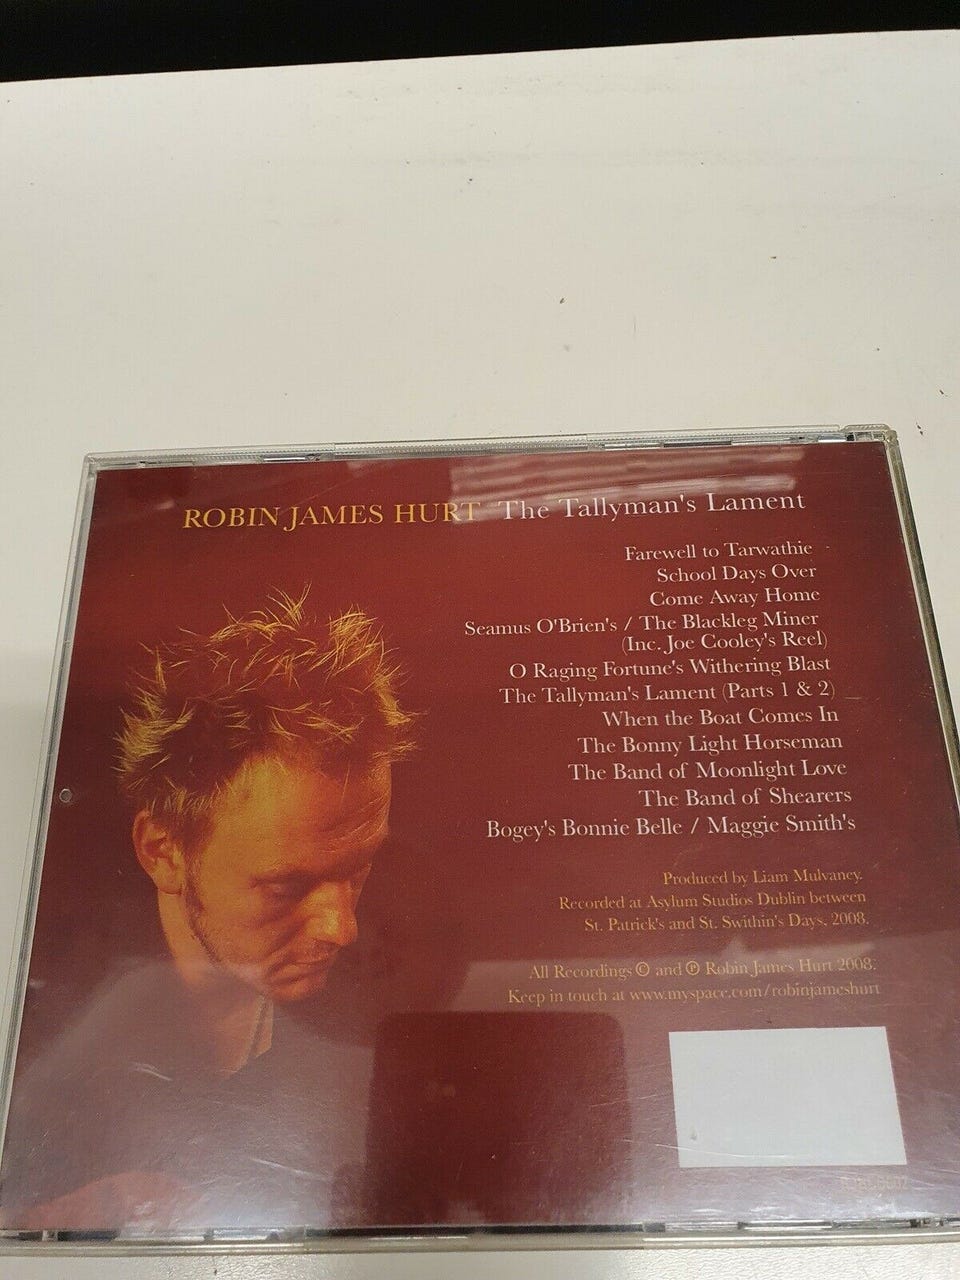 ROBIN JAMES HURT The Tallyman's Lament
Farewell to Tarwathie
School Days Over
Come Away Home
Seamus O'Brien's / The Blackleg Miner
(Inc. Joe Cooley's Reel)
O Raging Fortune's Withering Blast
The Tallyman's Lament (Parts 1 & 2)
When the Boat Comes In
The Bonny Light Horseman
The Band of Moonlight Love
The Band of Shearers
Bogey's Bonnie Belle / Maggie Smith's
Produced by Liam Mulvaney.
Recorded at Asylum Studios Dublin between
St. Patrick's and St. Swithin's Days, 2008.
All Recordings © and ℗ Robin James Hurt 2008.
Keep in touch at www.myspace.com/robinjameshurt